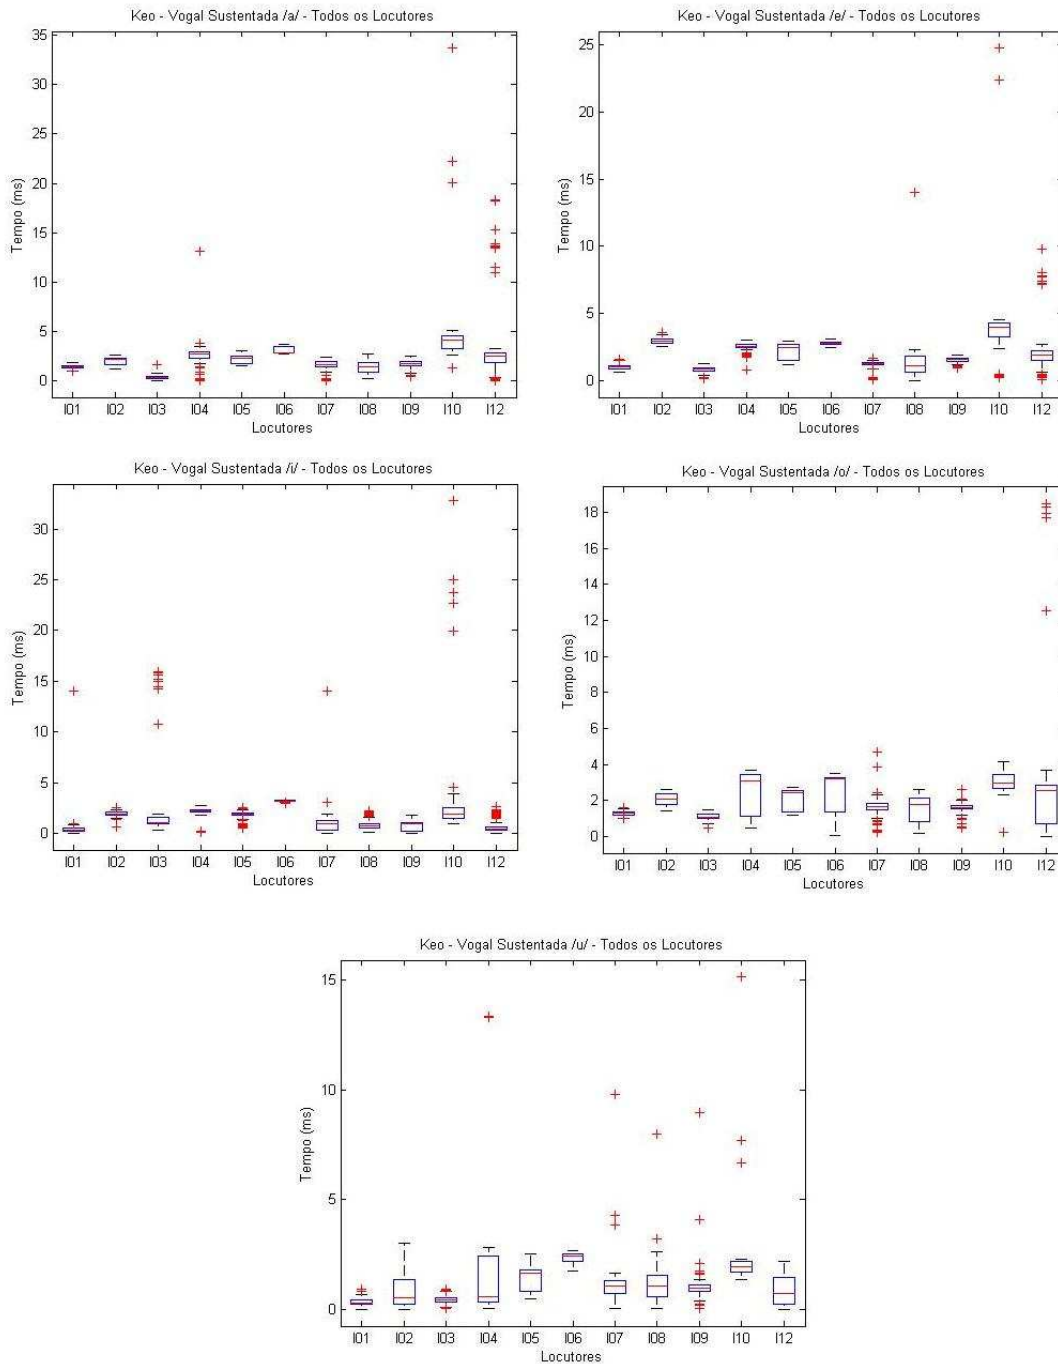 Keo - Vogal Sustentada /a/ - Todos os Locutores
35
30
25
20
15
10
5
0
Tempo (ms)
I01 I02 I03 I04 I05 I06 I07 I08 I09 I10 I12
Locutores
Keo - Vogal Sustentada /e/ - Todos os Locutores
25
20
15
10
5
0
Tempo (ms)
I01 I02 I03 I04 I05 I06 I07 I08 I09 I10 I12
Locutores
Keo - Vogal Sustentada /i/ - Todos os Locutores
30
25
20
15
10
5
0
Tempo (ms)
I01 I02 I03 I04 I05 I06 I07 I08 I09 I10 I12
Locutores
Keo - Vogal Sustentada /o/ - Todos os Locutores
18
16
14
12
10
8
6
4
2
0
Tempo (ms)
I01 I02 I03 I04 I05 I06 I07 I08 I09 I10 I12
Locutores
Keo - Vogal Sustentada /u/ - Todos os Locutores
15
10
5
0
Tempo (ms)
I01 I02 I03 I04 I05 I06 I07 I08 I09 I10 I12
Locutores